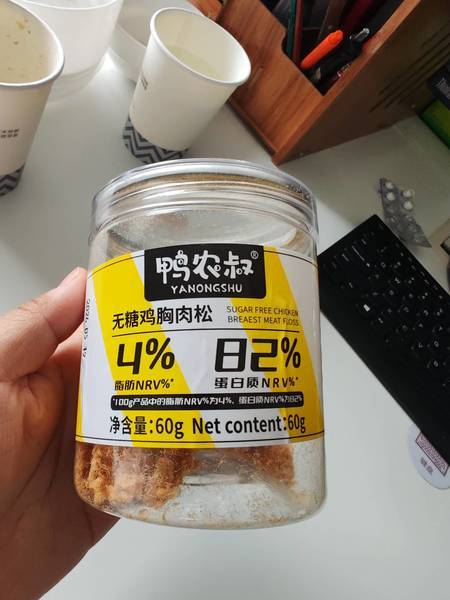 鸭农叔®
YANONGSHU
无糖鸡胸肉松
SUGAR FREE CHICKEN
BREAEST MEAT FLOSS
4% 82%
脂肪NRV%* 蛋白质NRV%*
*100g产品中的脂肪NRV%为4%,蛋白质NRV%为82%
净含量:60g Net content:60g